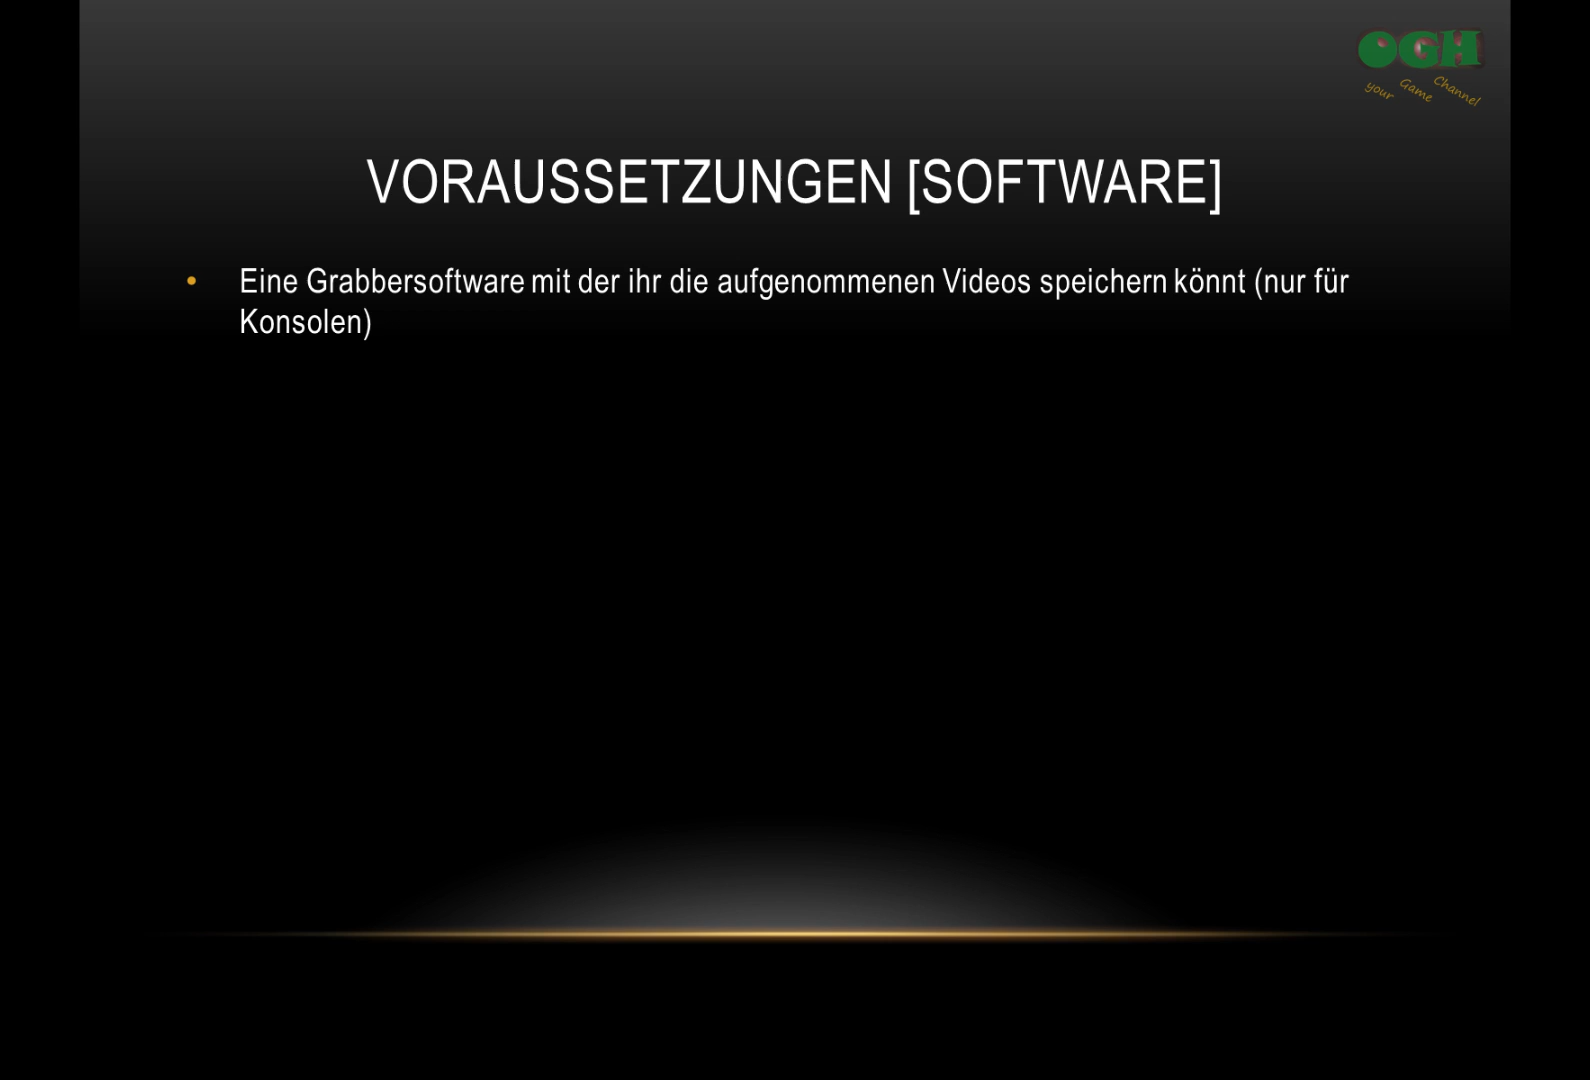 OGH
your Game Channel
VORAUSSETZUNGEN [SOFTWARE]
• Eine Grabbersoftware mit der ihr die aufgenommenen Videos speichern könnt (nur für
Konsolen)